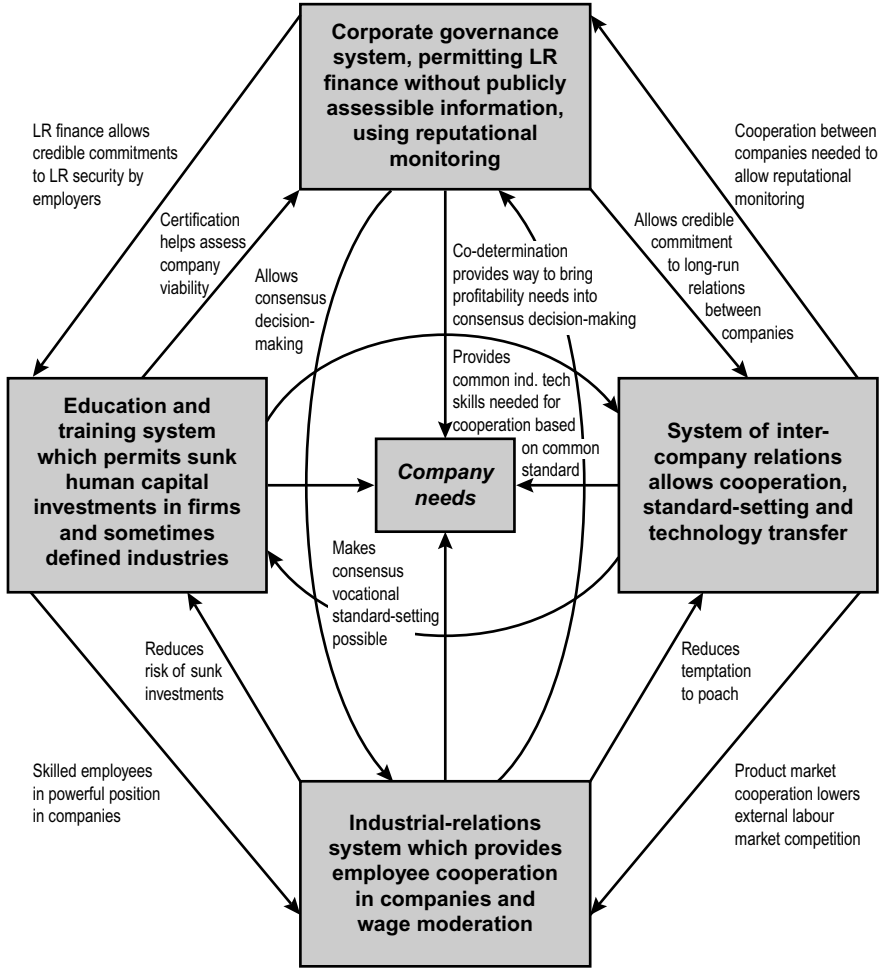 Corporate governance
system, permitting LR
finance without publicly
assessible information,
using reputational
monitoring
LR finance allows
credible commitments
to LR security by
employers
Cooperation between
companies needed to
allow reputational
monitoring
Certification
helps assess
company
viability
Allows
consensus
decision-
making
Co-determination
provides way to bring
profitability needs into
consensus decision-making
Allows credible
commitment
to long-run
relations
between
companies
Provides
common ind. tech
skills needed for
cooperation based
on common
standard
Education and
training system
which permits sunk
human capital
investments in firms
and sometimes
defined industries
Company
needs
System of inter-
company relations
allows cooperation,
standard-setting and
technology transfer
Makes
consensus
vocational
standard-setting
possible
Reduces
risk of sunk
investments
Reduces
temptation
to poach
Skilled employees
in powerful position
in companies
Product market
cooperation lowers
external labour
market competition
Industrial-relations
system which provides
employee cooperation
in companies and
wage moderation